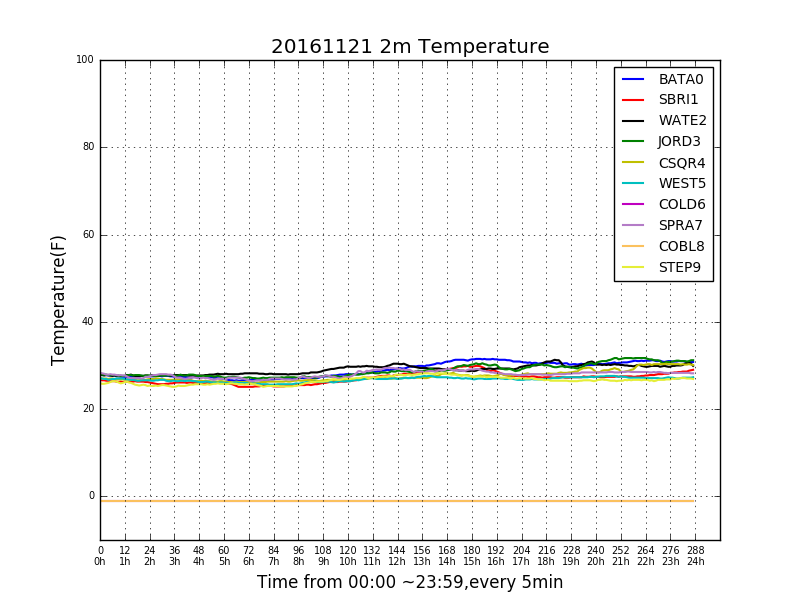 20161121 2m Temperature
100
80
60
40
20
0
Temperature(F)
BATA0
SBRI1
WATE2
JORD3
CSQR4
WEST5
COLD6
SPRA7
COBL8
STEP9
0 12 24 36 48 60 72 84 96 108 120 132 144 156 168 180 192 204 216 228 240 252 264 276 288
0h 1h 2h 3h 4h 5h 6h 7h 8h 9h 10h 11h 12h 13h 14h 15h 16h 17h 18h 19h 20h 21h 22h 23h 24h
Time from 00:00 ~23:59,every 5min